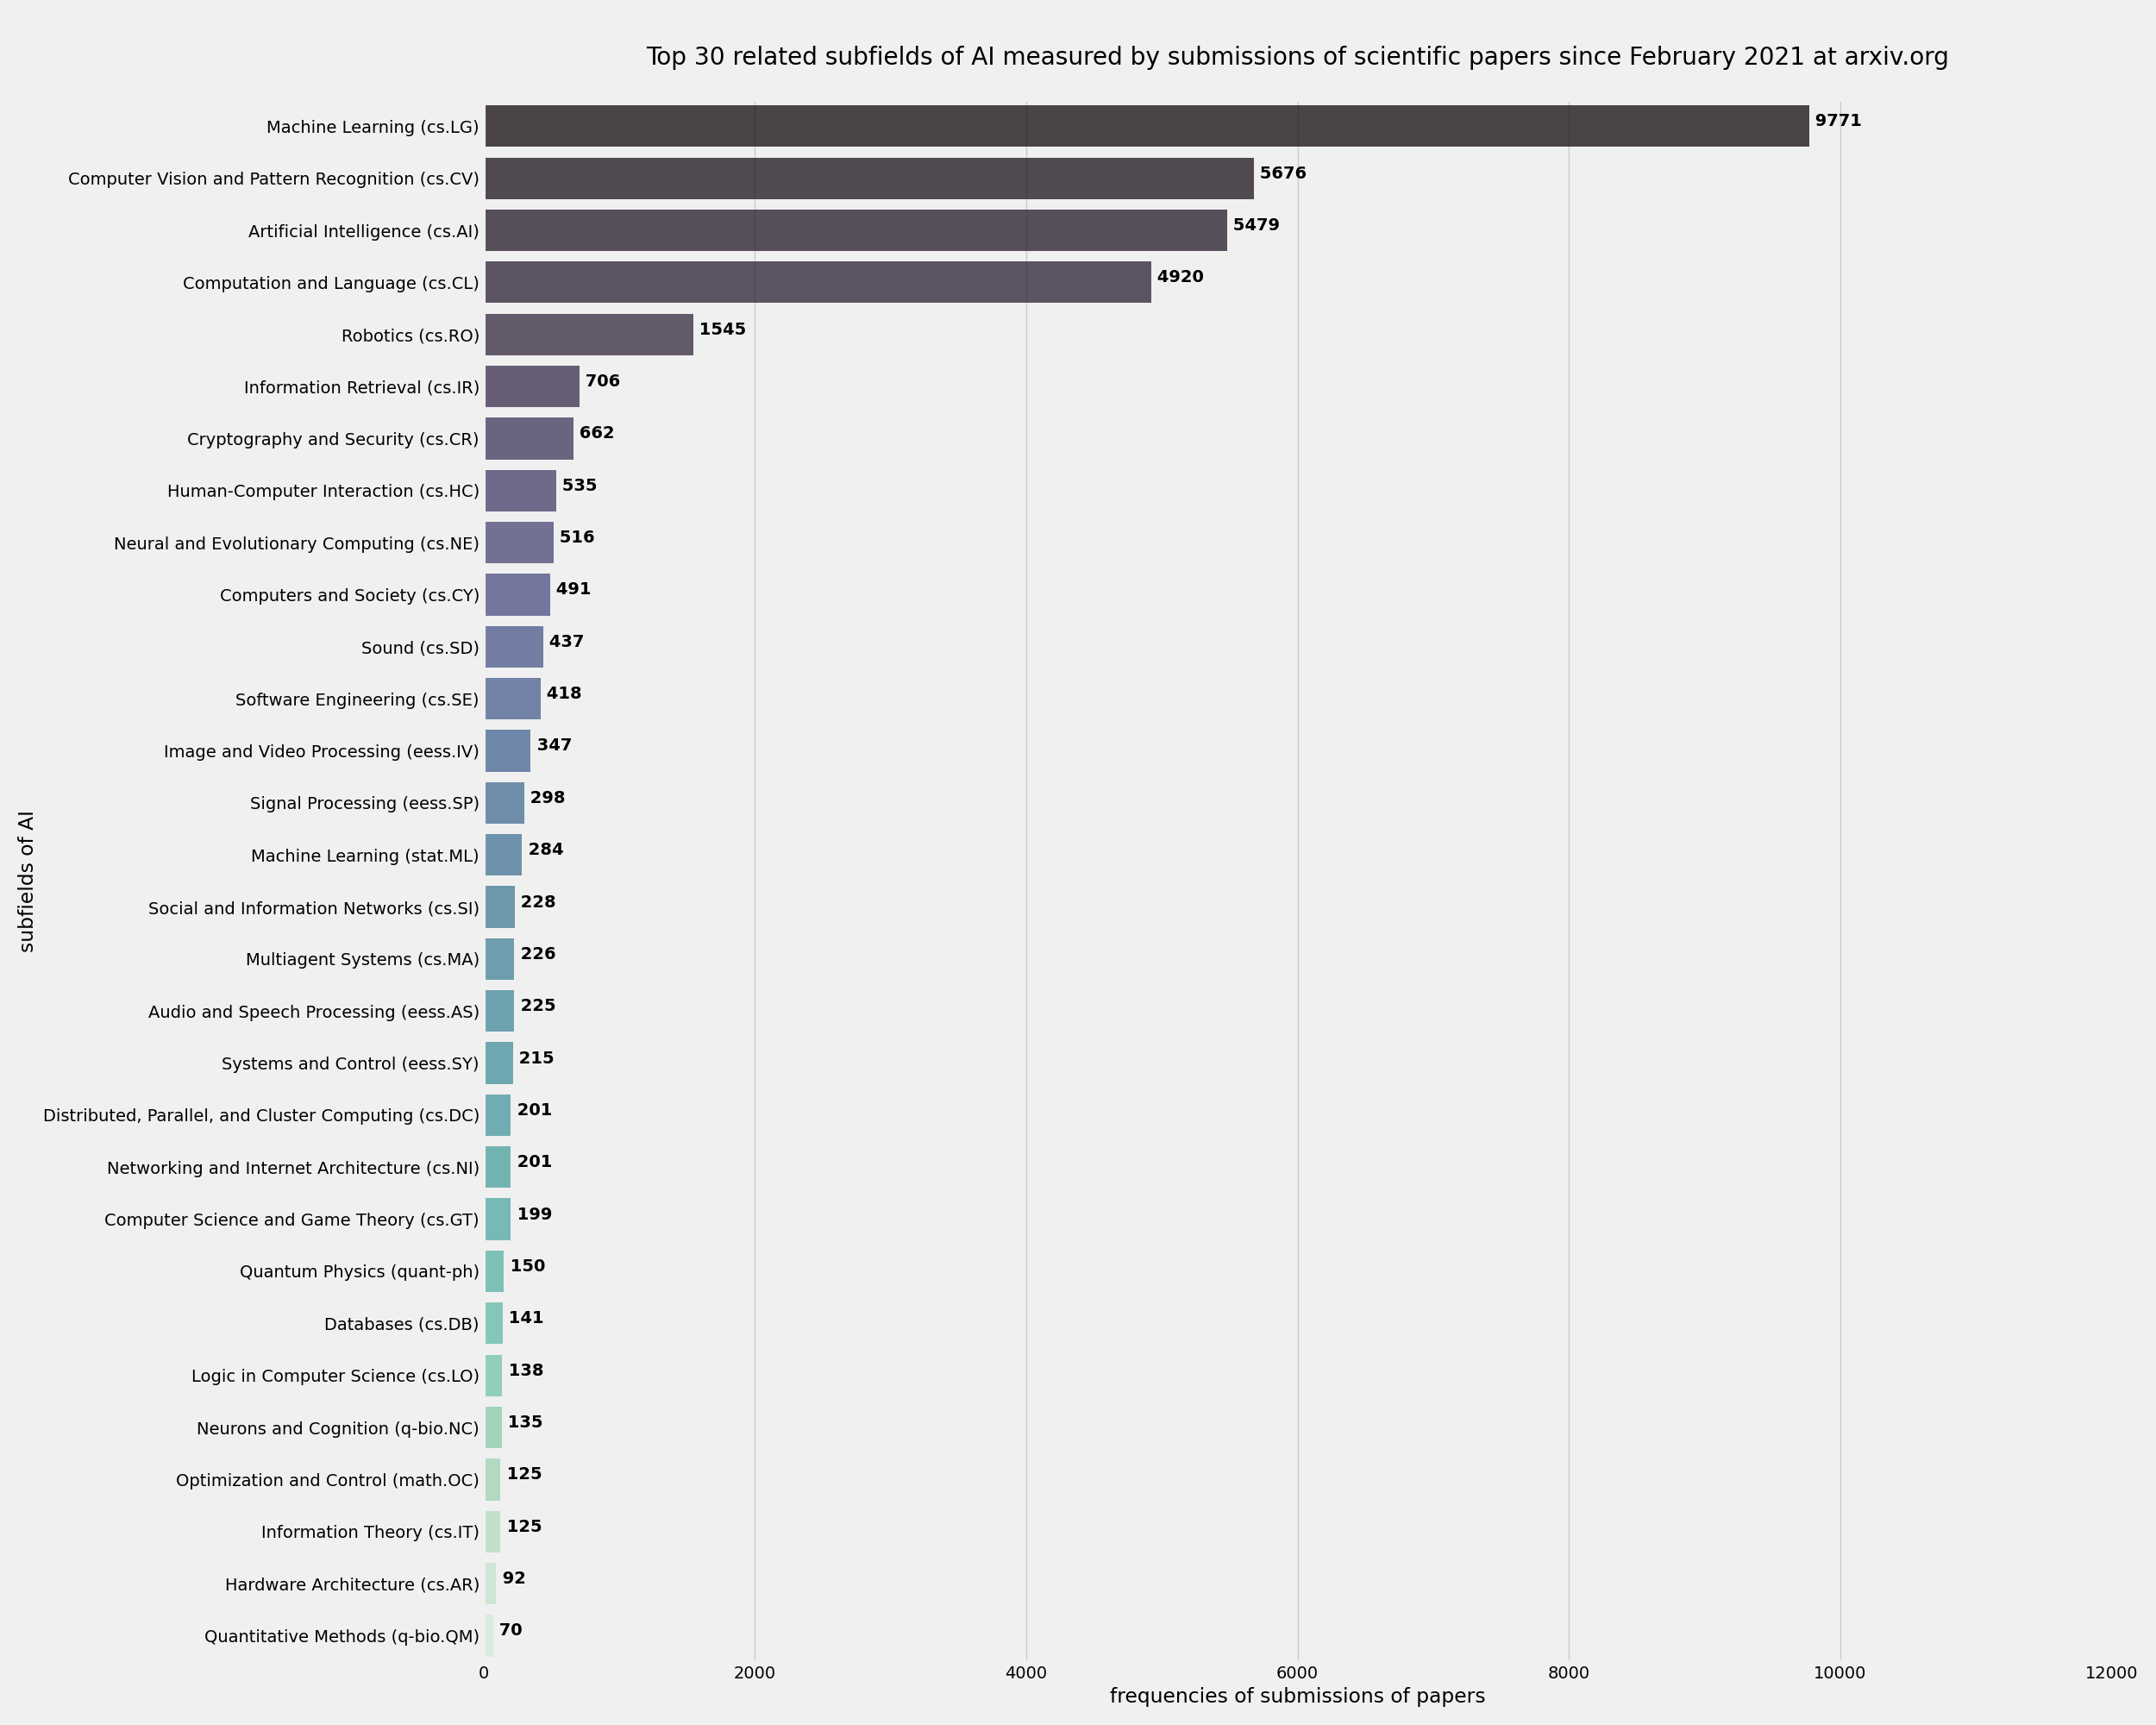 Top 30 related subfields of AI measured by submissions of scientific papers since February 2021 at arxiv.org
Machine Learning (cs.LG) 9771
Computer Vision and Pattern Recognition (cs.CV) 5676
Artificial Intelligence (cs.AI) 5479
Computation and Language (cs.CL) 4920
Robotics (cs.RO) 1545
Information Retrieval (cs.IR) 706
Cryptography and Security (cs.CR) 662
Human-Computer Interaction (cs.HC) 535
Neural and Evolutionary Computing (cs.NE) 516
Computers and Society (cs.CY) 491
Sound (cs.SD) 437
Software Engineering (cs.SE) 418
Image and Video Processing (eess.IV) 347
Signal Processing (eess.SP) 298
Machine Learning (stat.ML) 284
Social and Information Networks (cs.SI) 228
Multiagent Systems (cs.MA) 226
Audio and Speech Processing (eess.AS) 225
Systems and Control (eess.SY) 215
Distributed, Parallel, and Cluster Computing (cs.DC) 201
Networking and Internet Architecture (cs.NI) 201
Computer Science and Game Theory (cs.GT) 199
Quantum Physics (quant-ph) 150
Databases (cs.DB) 141
Logic in Computer Science (cs.LO) 138
Neurons and Cognition (q-bio.NC) 135
Optimization and Control (math.OC) 125
Information Theory (cs.IT) 125
Hardware Architecture (cs.AR) 92
Quantitative Methods (q-bio.QM) 70
subfields of AI
0 2000 4000 6000 8000 10000 12000
frequencies of submissions of papers